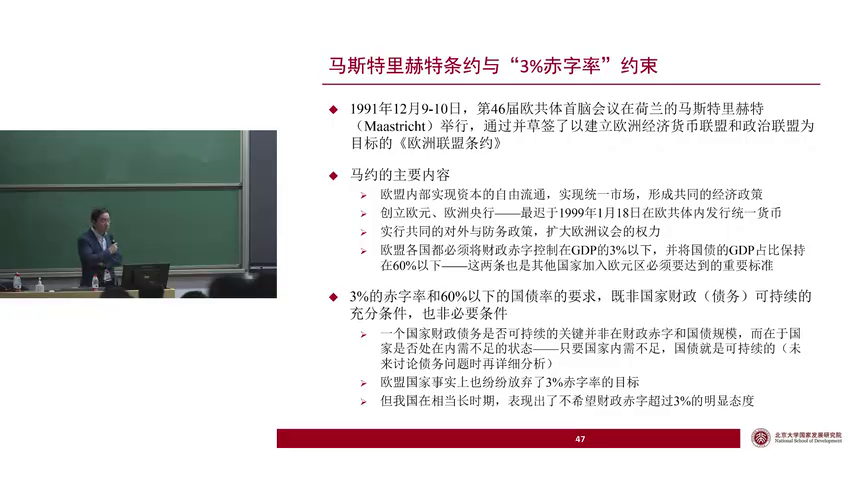 马斯特里赫特条约与“3%赤字率”约束
1991年12月9-10日，第46届欧共体首脑会议在荷兰的马斯特里赫特
（Maastricht）举行，通过并草签了以建立欧洲经济货币联盟和政治联盟为
目标的《欧洲联盟条约》
马约的主要内容
欧盟内部实现资本的自由流通，实现统一市场，形成共同的经济政策
创立欧元、欧洲央行——最迟于1999年1月18日在欧共体内发行统一货币
实行共同的对外与防务政策，扩大欧洲议会的权力
欧盟各国都必须将财政赤字控制在GDP的3%以下，并将国债的GDP占比保持
在60%以下——这两条也是其他国家加入欧元区必须要达到的重要标准
3%的赤字率和60%以下的国债率的要求，既非国家财政（债务）可持续的
充分条件，也非必要条件
一个国家财政债务是否可持续的关键并非在财政赤字和国债规模，而在于国
家是否处在内需不足的状态——只要国家内需不足，国债就是可持续的（未
来讨论债务问题时再详细分析）
欧盟国家事实上也纷纷放弃了3%赤字率的目标
但我国在相当长时期，表现出了不希望财政赤字超过3%的明显态度
47
北京大学国家发展研究院
National School of Development